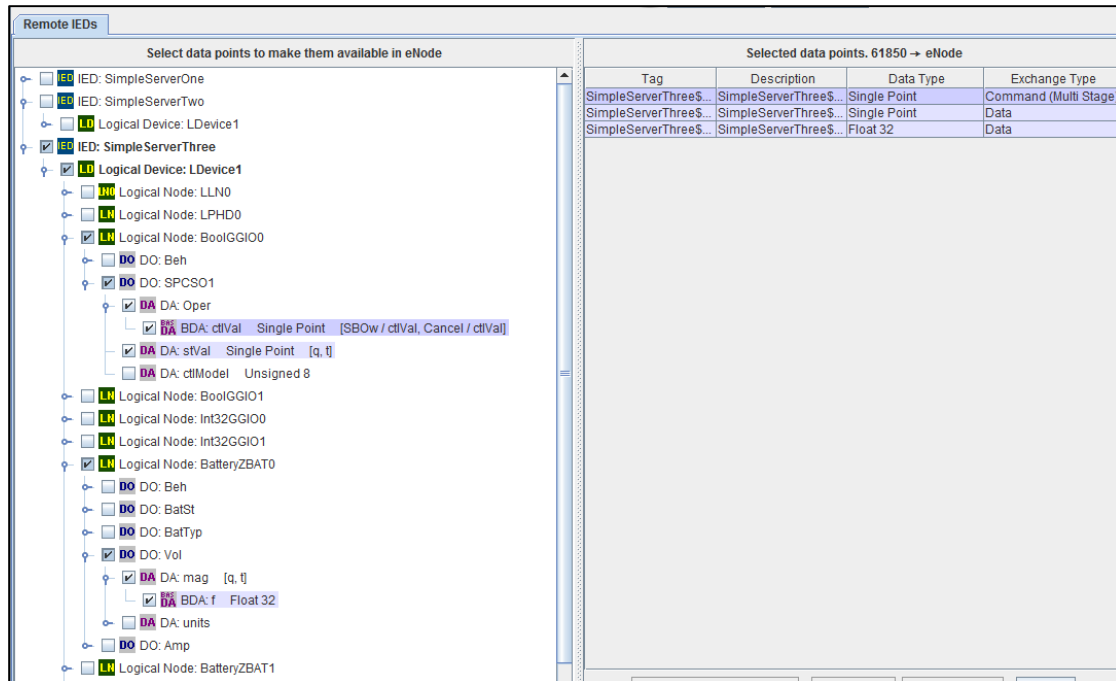 Remote IEDs
Select data points to make them available in eNode
IED IED: SimpleServerOne
IED IED: SimpleServerTwo
LD Logical Device: LDevice1
IED IED: SimpleServerThree
LD Logical Device: LDevice1
LN0 Logical Node: LLN0
LN Logical Node: LPHD0
LN Logical Node: BoolGGIO0
DO DO: Beh
DO DO: SPCSO1
DA DA: Oper
BAS DA BDA: ctlVal Single Point [SBOw / ctlVal, Cancel / ctlVal]
DA DA: stVal Single Point [q, t]
DA DA: ctlModel Unsigned 8
LN Logical Node: BoolGGIO1
LN Logical Node: Int32GGIO0
LN Logical Node: Int32GGIO1
LN Logical Node: BatteryZBAT0
DO DO: Beh
DO DO: BatSt
DO DO: BatTyp
DO DO: Vol
DA DA: mag [q, t]
BAS DA BDA: f Float 32
DA DA: units
DO DO: Amp
LN Logical Node: BatteryZBAT1
Selected data points. 61850 → eNode
Tag Description Data Type Exchange Type
SimpleServerThree$... SimpleServerThree$... Single Point Command (Multi Stage)
SimpleServerThree$... SimpleServerThree$... Single Point Data
SimpleServerThree$... SimpleServerThree$... Float 32 Data